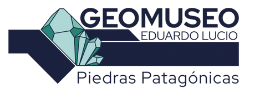 GEOMUSEO
EDUARDO LUCIO
Piedras Patagónicas